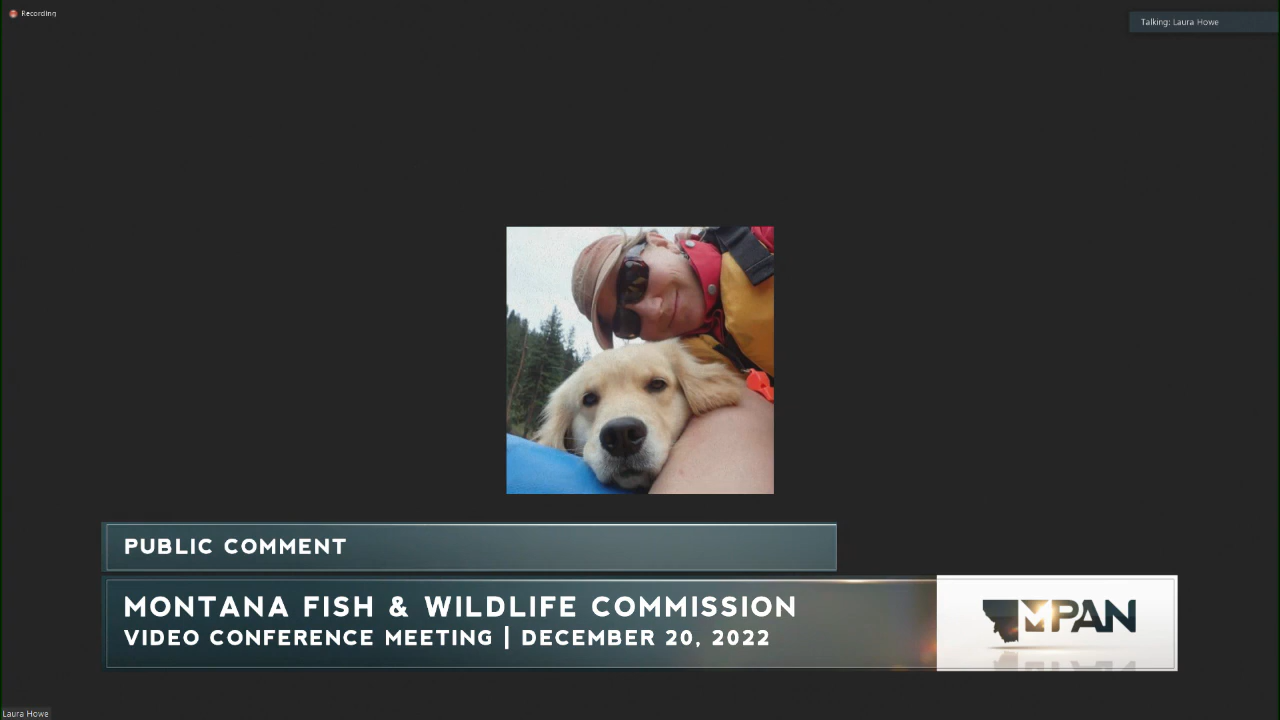 Recording
Talking: Laura Howe
PUBLIC COMMENT
MONTANA FISH & WILDLIFE COMMISSION
VIDEO CONFERENCE MEETING | DECEMBER 20, 2022
MPAN
Laura Howe